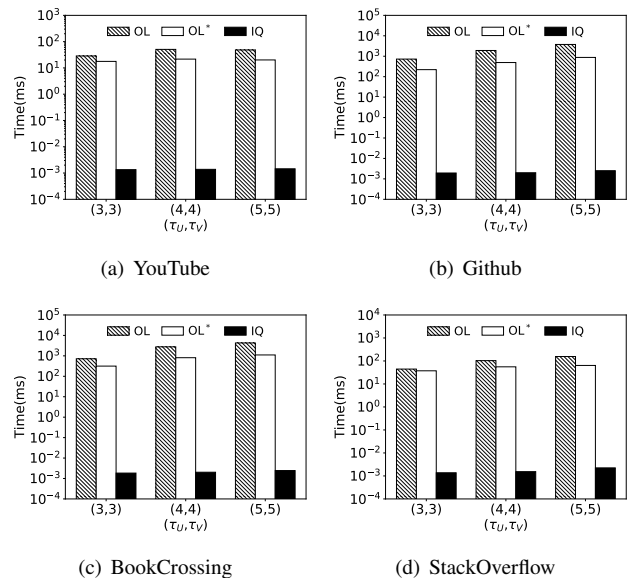 OL OL* IQ
Time(ms)
10^3
10^2
10^1
10^0
10^-1
10^-2
10^-3
10^-4
(3,3) (4,4) (5,5)
(τ_U,τ_V)
(a) YouTube
OL OL* IQ
Time(ms)
10^5
10^4
10^3
10^2
10^1
10^0
10^-1
10^-2
10^-3
10^-4
(3,3) (4,4) (5,5)
(τ_U,τ_V)
(b) Github
OL OL* IQ
Time(ms)
10^5
10^4
10^3
10^2
10^1
10^0
10^-1
10^-2
10^-3
10^-4
(3,3) (4,4) (5,5)
(τ_U,τ_V)
(c) BookCrossing
OL OL* IQ
Time(ms)
10^4
10^3
10^2
10^1
10^0
10^-1
10^-2
10^-3
10^-4
(3,3) (4,4) (5,5)
(τ_U,τ_V)
(d) StackOverflow